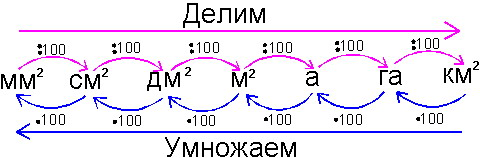 Делим
:100 :100 :100 :100 :100 :100
мм² см² дм² м² а га км²
•100 •100 •100 •100 •100 •100
Умножаем